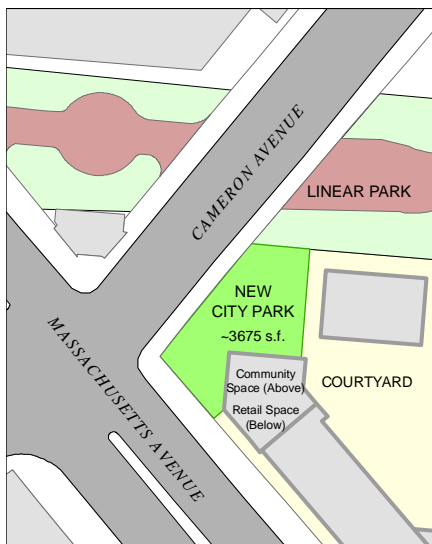 CAMERON AVENUE
LINEAR PARK
NEW
CITY PARK
~3675 s.f.
MASSACHUSETTS AVENUE
Community
Space (Above)
Retail Space
(Below)
COURTYARD